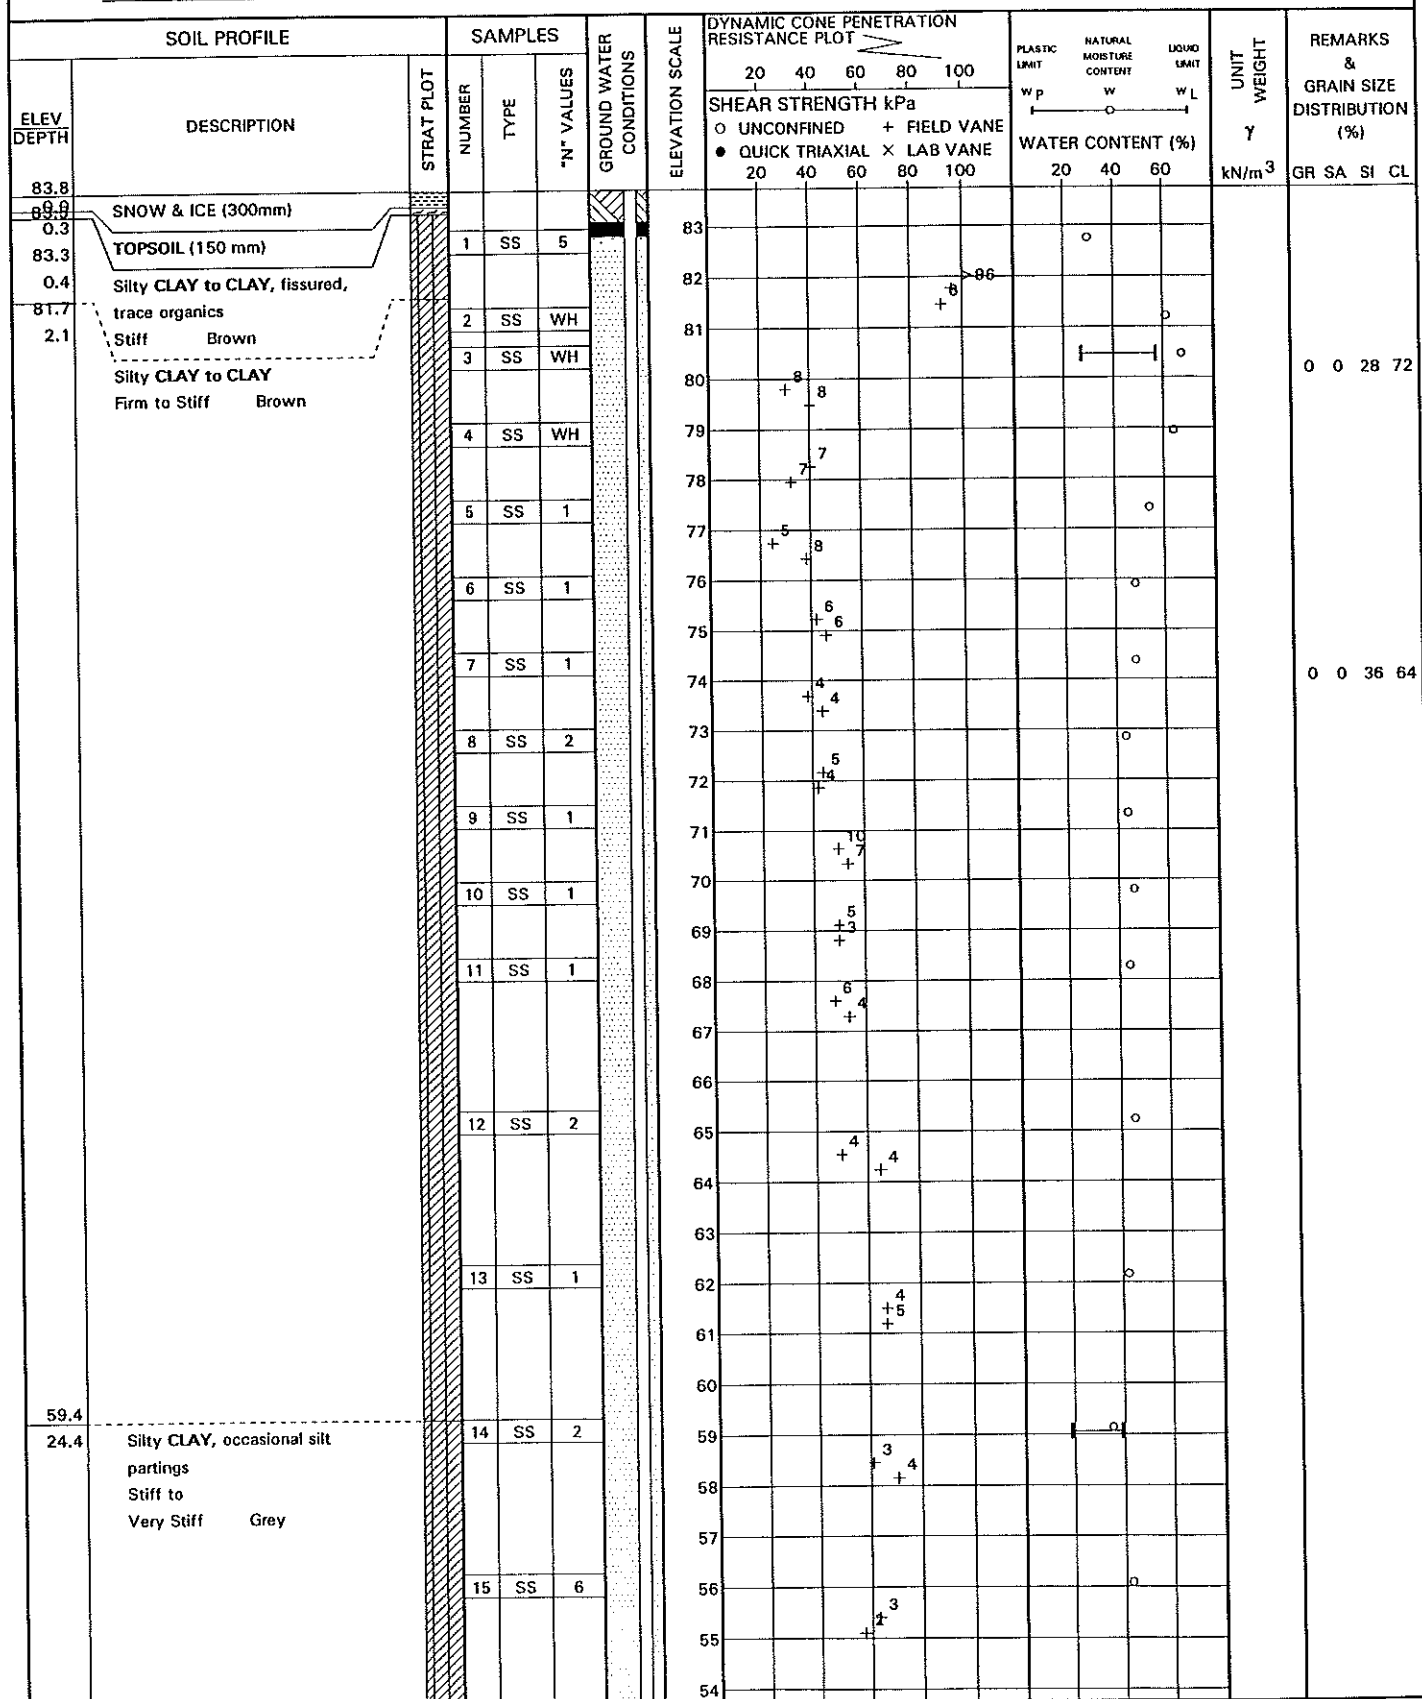 SOIL PROFILE
SAMPLES
GROUND WATER CONDITIONS
ELEVATION SCALE
DYNAMIC CONE PENETRATION
RESISTANCE PLOT
20 40 60 80 100
SHEAR STRENGTH kPa
O UNCONFINED + FIELD VANE
● QUICK TRIAXIAL × LAB VANE
20 40 60 80 100
PLASTIC LIMIT
NATURAL MOISTURE CONTENT
LIQUID LIMIT
WP W WL
WATER CONTENT (%)
20 40 60
UNIT WEIGHT
γ
kN/m3
REMARKS
&
GRAIN SIZE
DISTRIBUTION
(%)
GR SA SI CL
ELEV
DEPTH
DESCRIPTION
STRAT PLOT
NUMBER
TYPE
"N" VALUES
83.8
0.0
SNOW & ICE (300mm)
0.3
TOPSOIL (150 mm)
83.3
0.4
Silty CLAY to CLAY, fissured,
trace organics
Stiff Brown
81.7
2.1
Silty CLAY to CLAY
Firm to Stiff Brown
59.4
24.4
Silty CLAY, occasional silt
partings
Stiff to
Very Stiff Grey
1 SS 5
2 SS WH
3 SS WH
4 SS WH
5 SS 1
6 SS 1
7 SS 1
8 SS 2
9 SS 1
10 SS 1
11 SS 1
12 SS 2
13 SS 1
14 SS 2
15 SS 6
83
82
81
80
79
78
77
76
75
74
73
72
71
70
69
68
67
66
65
64
63
62
61
60
59
58
57
56
55
54
8
8
7
7
5
8
6
6
4
4
5
4
10
7
5
3
6
4
4
4
4
5
3
4
3
0 0 28 72
0 0 36 64